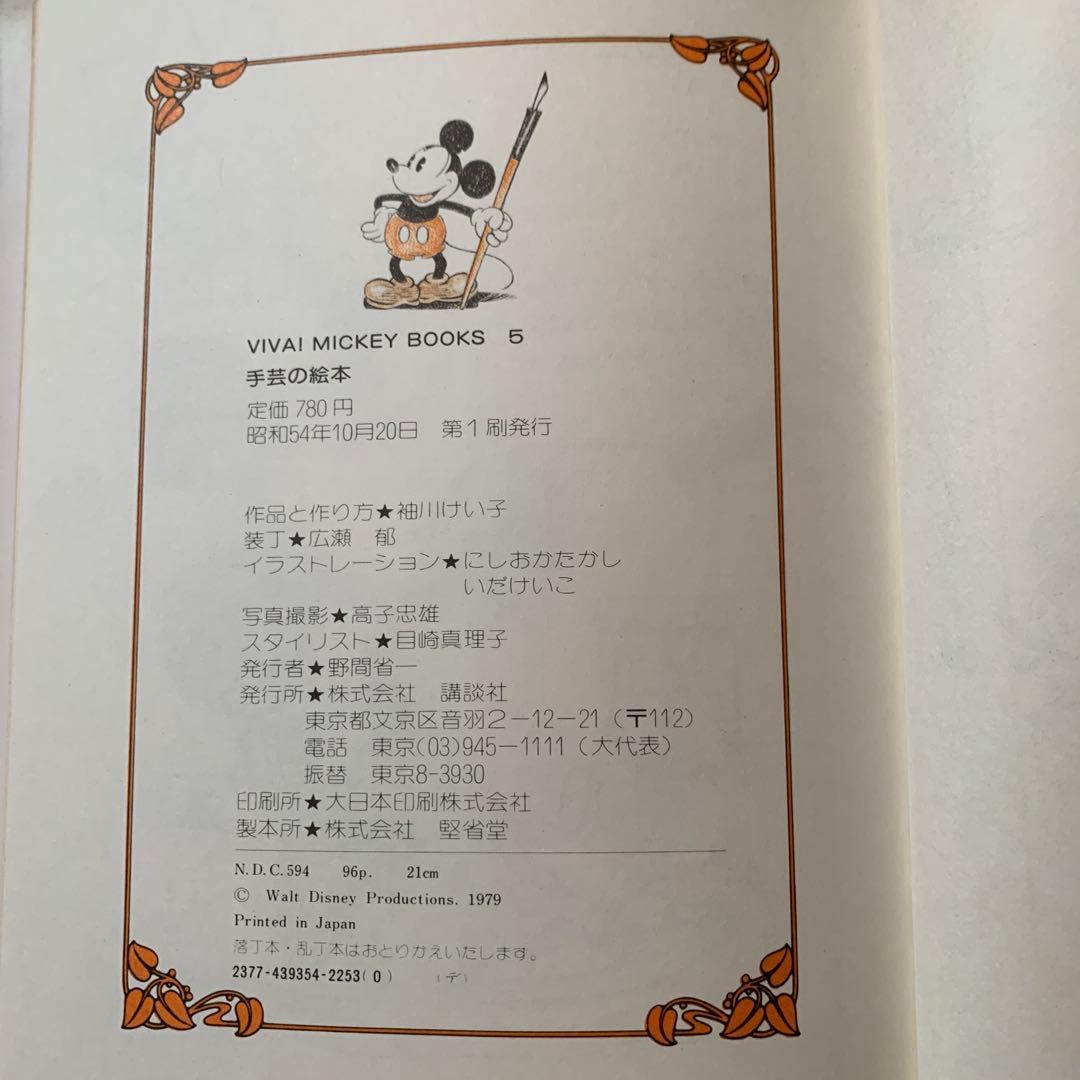 VIVA! MICKEY BOOKS 5
手芸の絵本
定価 780円
昭和54年10月20日 第1刷発行
作品と作り方★袖川けい子
装丁★広瀬 郁
イラストレーション★にしおかたかし
いだけいこ
写真撮影★高子忠雄
スタイリスト★目崎真理子
発行者★野間省一
発行所★株式会社 講談社
東京都文京区音羽2-12-21(〒112)
電話 東京(03)945-1111(大代表)
振替 東京8-3930
印刷所★大日本印刷株式会社
製本所★株式会社 堅省堂
N.D.C.594 96p. 21cm
© Walt Disney Productions. 1979
Printed in Japan
落丁本・乱丁本はおとりかえいたします。
2377-439354-2253(0) (デ)